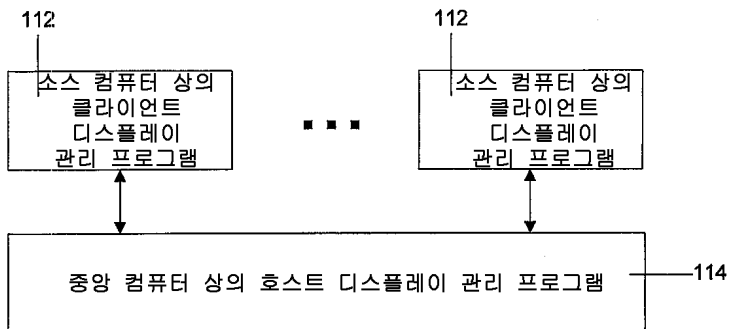 112
112
소스 컴퓨터 상의
클라이언트
디스플레이
관리 프로그램
소스 컴퓨터 상의
클라이언트
디스플레이
관리 프로그램
중앙 컴퓨터 상의 호스트 디스플레이 관리 프로그램
114